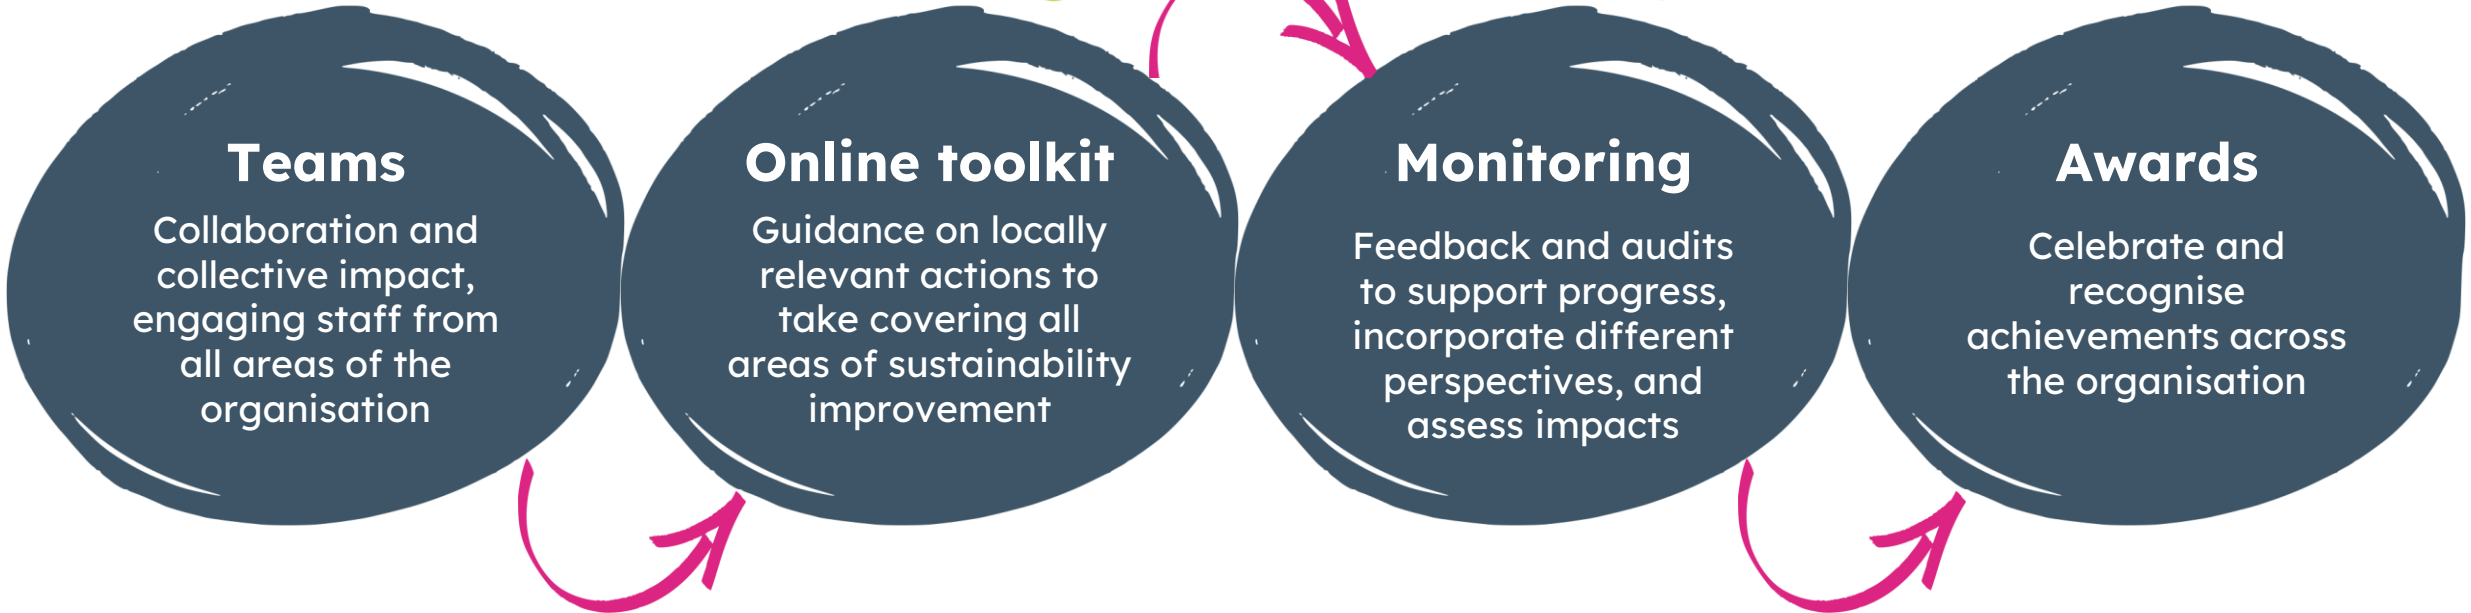 Teams
Collaboration and
collective impact,
engaging staff from
all areas of the
organisation
Online toolkit
Guidance on locally
relevant actions to
take covering all
areas of sustainability
improvement
Monitoring
Feedback and audits
to support progress,
incorporate different
perspectives, and
assess impacts
Awards
Celebrate and
recognise
achievements across
the organisation